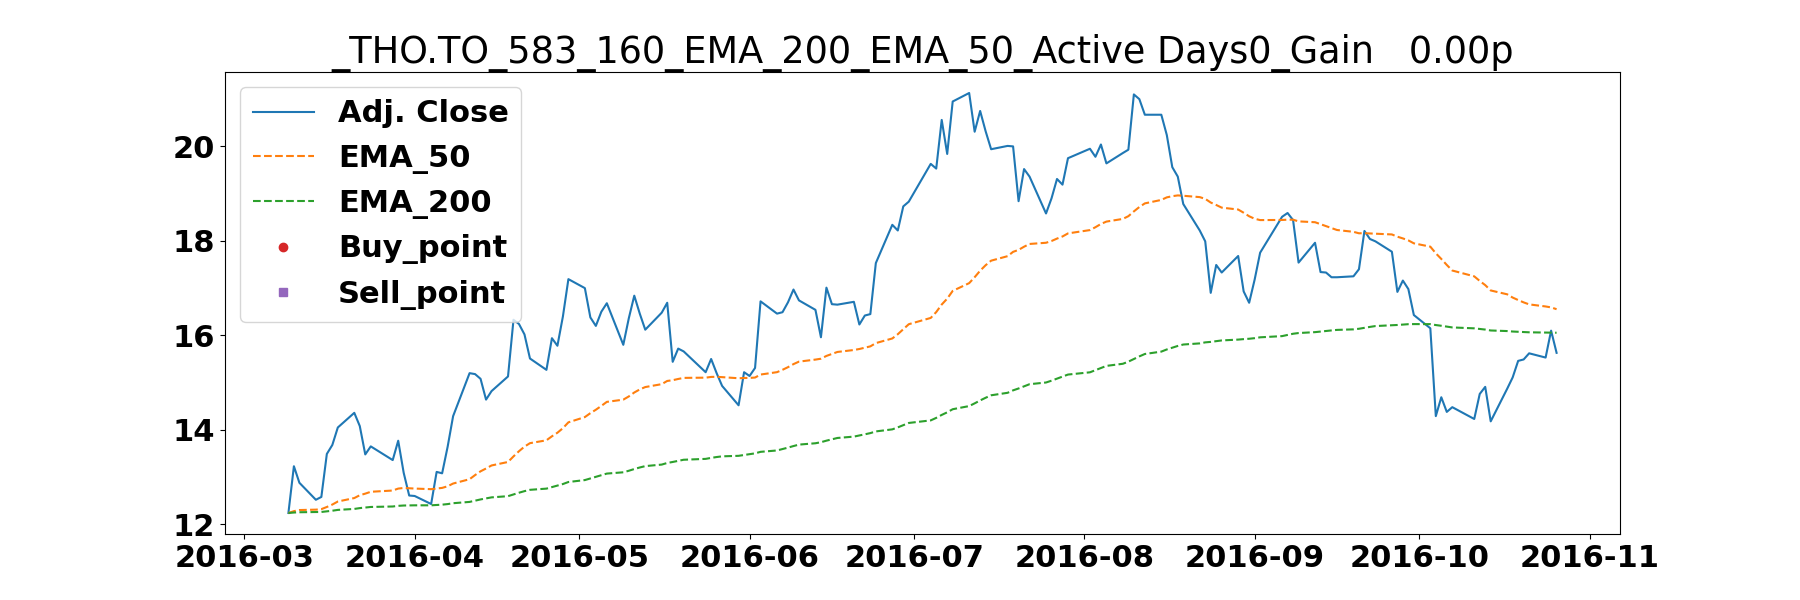 _THO.TO_583_160_EMA_200_EMA_50_Active Days0_Gain   0.00p
Adj. Close
EMA_50
EMA_200
Buy_point
Sell_point
20
18
16
14
12
2016-03 2016-04 2016-05 2016-06 2016-07 2016-08 2016-09 2016-10 2016-11